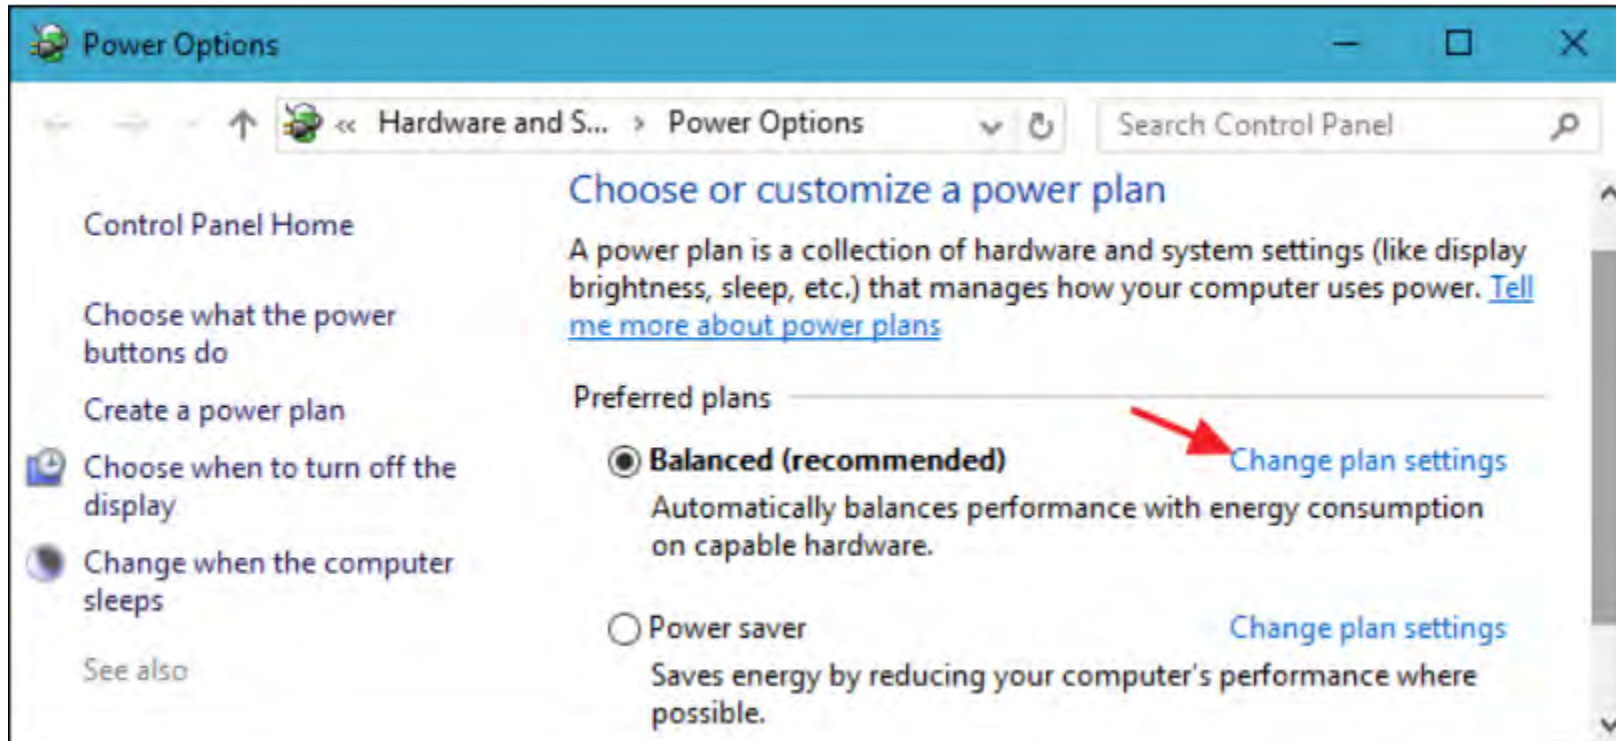 Power Options
« Hardware and S... › Power Options
Search Control Panel
Control Panel Home
Choose what the power
buttons do
Create a power plan
Choose when to turn off the
display
Change when the computer
sleeps
See also
Choose or customize a power plan
A power plan is a collection of hardware and system settings (like display
brightness, sleep, etc.) that manages how your computer uses power. Tell
me more about power plans
Preferred plans
Balanced (recommended) Change plan settings
Automatically balances performance with energy consumption
on capable hardware.
Power saver Change plan settings
Saves energy by reducing your computer's performance where
possible.